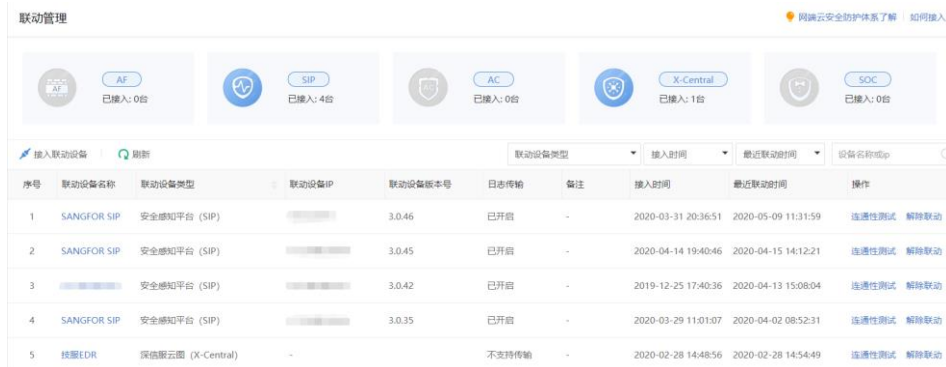 联动管理
网端云安全防护体系了解 如何接入
AF
AF
已接入: 0台
SIP
已接入: 4台
AC
AC
已接入: 0台
X-Central
已接入: 1台
SOC
已接入: 0台
接入联动设备 刷新 联动设备类型 接入时间 最近联动时间 设备名称或ip
序号 联动设备名称 联动设备类型 联动设备IP 联动设备版本号 日志传输 备注 接入时间 最近联动时间 操作
1 SANGFOR SIP 安全感知平台 (SIP) 3.0.46 已开启 - 2020-03-31 20:36:51 2020-05-09 11:31:59 连通性测试 解除联动
2 SANGFOR SIP 安全感知平台 (SIP) 3.0.45 已开启 - 2020-04-14 19:40:46 2020-04-15 14:12:21 连通性测试 解除联动
3 安全感知平台 (SIP) 3.0.42 已开启 - 2019-12-25 17:40:36 2020-04-13 15:08:04 连通性测试 解除联动
4 SANGFOR SIP 安全感知平台 (SIP) 3.0.35 已开启 - 2020-03-29 11:01:07 2020-04-02 08:52:31 连通性测试 解除联动
5 技服EDR 深信服云图 (X-Central) - 不支持传输 - 2020-02-28 14:48:56 2020-02-28 14:54:49 连通性测试 解除联动